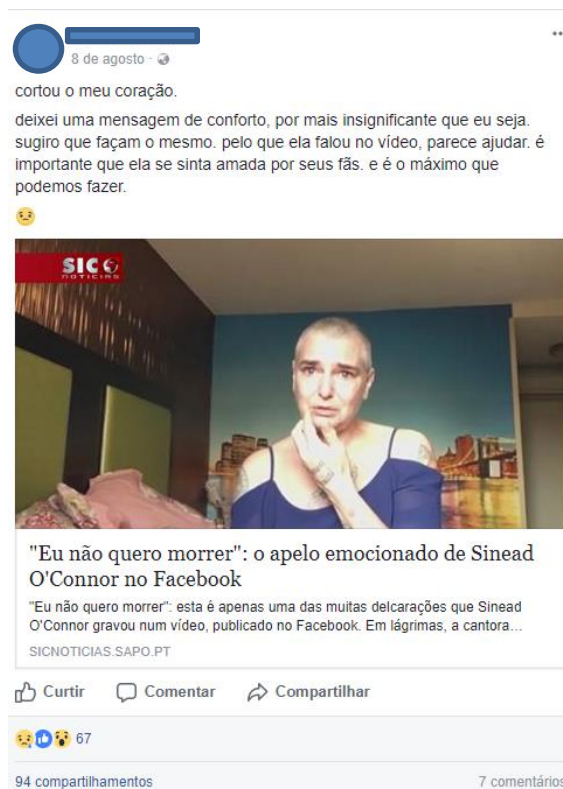 8 de agosto
cortou o meu coração.
deixei uma mensagem de conforto, por mais insignificante que eu seja.
sugiro que façam o mesmo. pelo que ela falou no vídeo, parece ajudar. é
importante que ela se sinta amada por seus fãs. e é o máximo que
podemos fazer.
SIC
NOTÍCIAS
"Eu não quero morrer": o apelo emocionado de Sinead
O'Connor no Facebook
"Eu não quero morrer": esta é apenas uma das muitas delcarações que Sinead
O'Connor gravou num vídeo, publicado no Facebook. Em lágrimas, a cantora...
SICNOTICIAS.SAPO.PT
Curtir Comentar Compartilhar
67
94 compartilhamentos 7 comentários